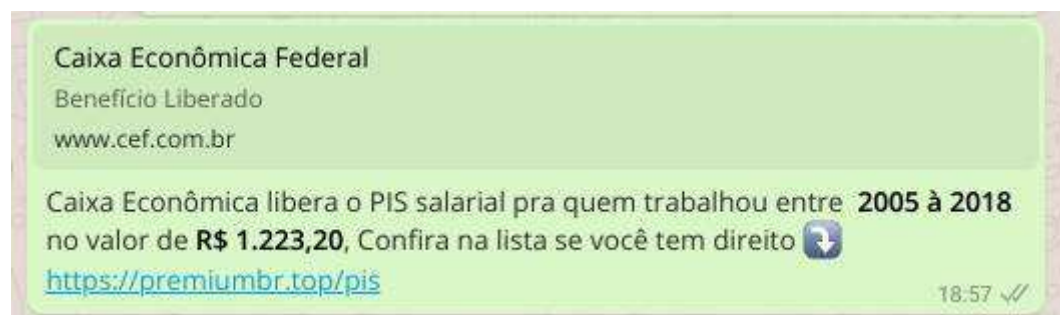 Caixa Econômica Federal
Benefício Liberado
www.cef.com.br
Caixa Econômica libera o PIS salarial pra quem trabalhou entre  2005 à 2018
no valor de R$ 1.223,20, Confira na lista se você tem direito ⤵️
https://premiumbr.top/pis
18:57